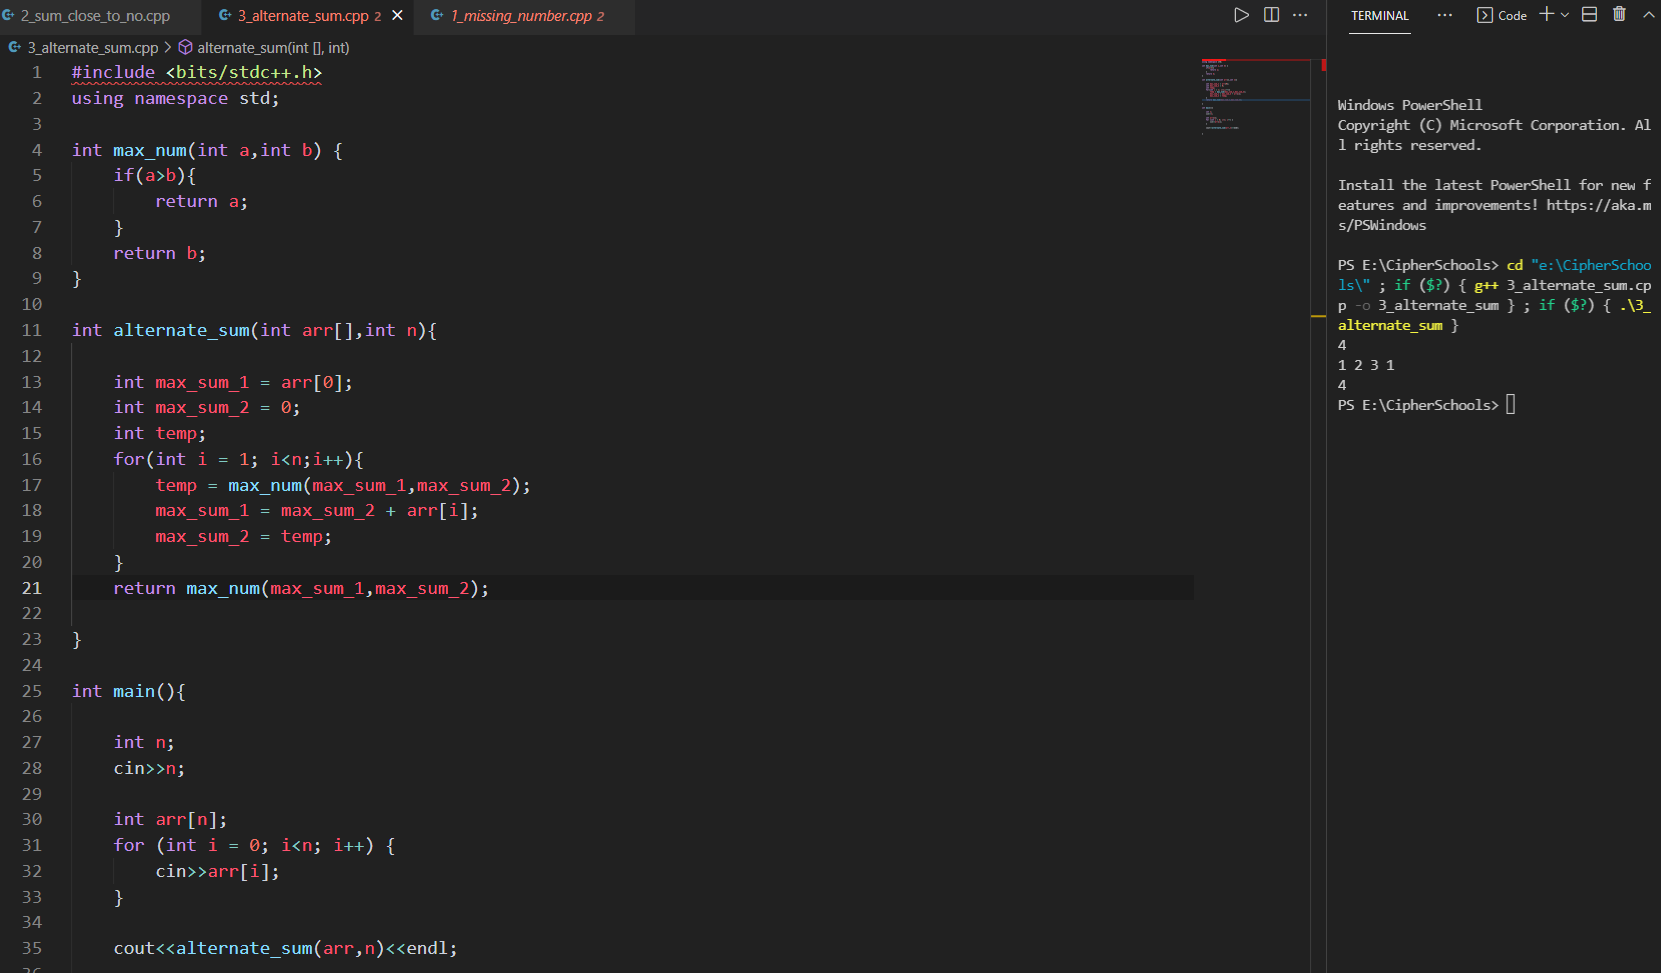 2_sum_close_to_no.cpp 3_alternate_sum.cpp 2 1_missing_number.cpp 2
3_alternate_sum.cpp > alternate_sum(int [], int)
1 #include <bits/stdc++.h>
2 using namespace std;
3
4 int max_num(int a,int b) {
5 if(a>b){
6 return a;
7 }
8 return b;
9 }
10
11 int alternate_sum(int arr[],int n){
12
13 int max_sum_1 = arr[0];
14 int max_sum_2 = 0;
15 int temp;
16 for(int i = 1; i<n;i++){
17 temp = max_num(max_sum_1,max_sum_2);
18 max_sum_1 = max_sum_2 + arr[i];
19 max_sum_2 = temp;
20 }
21 return max_num(max_sum_1,max_sum_2);
22
23 }
24
25 int main(){
26
27 int n;
28 cin>>n;
29
30 int arr[n];
31 for (int i = 0; i<n; i++) {
32 cin>>arr[i];
33 }
34
35 cout<<alternate_sum(arr,n)<<endl;
TERMINAL ··· Code
Windows PowerShell
Copyright (C) Microsoft Corporation. Al
l rights reserved.
Install the latest PowerShell for new f
eatures and improvements! https://aka.m
s/PSWindows
PS E:\CipherSchools> cd "e:\CipherSchoo
ls\" ; if ($?) { g++ 3_alternate_sum.cp
p -o 3_alternate_sum } ; if ($?) { .\3_
alternate_sum }
4
1 2 3 1
4
PS E:\CipherSchools>